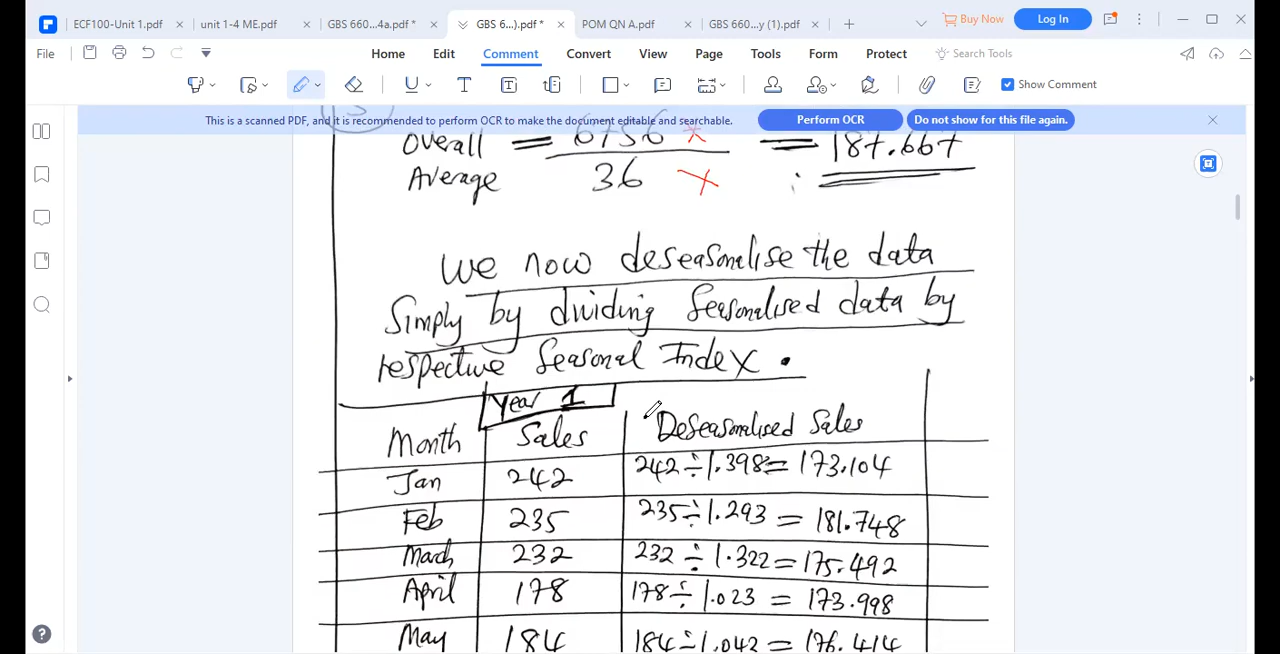 ECF100-Unit 1.pdf
unit 1-4 ME.pdf
GBS 660...4a.pdf *
GBS 6...).pdf *
POM QN A.pdf
GBS 660...y (1).pdf
Buy Now
Log In
File
Home
Edit
Comment
Convert
View
Page
Tools
Form
Protect
Search Tools
Show Comment
This is a scanned PDF, and it is recommended to perform OCR to make the document editable and searchable.
Perform OCR
Do not show for this file again.
Overall = 6756 x = 187.667
Average 36 x
We now deseasonalise the data
Simply by dividing Seasonalised data by
respective Seasonal Index.
Year 1
Month Sales Deseasonalised Sales
Jan 242 242 ÷ 1.398 = 173.104
Feb 235 235 ÷ 1.293 = 181.748
March 232 232 ÷ 1.322 = 175.492
April 178 178 ÷ 1.023 = 173.998
May 184 184 ÷ 1.042 = 176.414